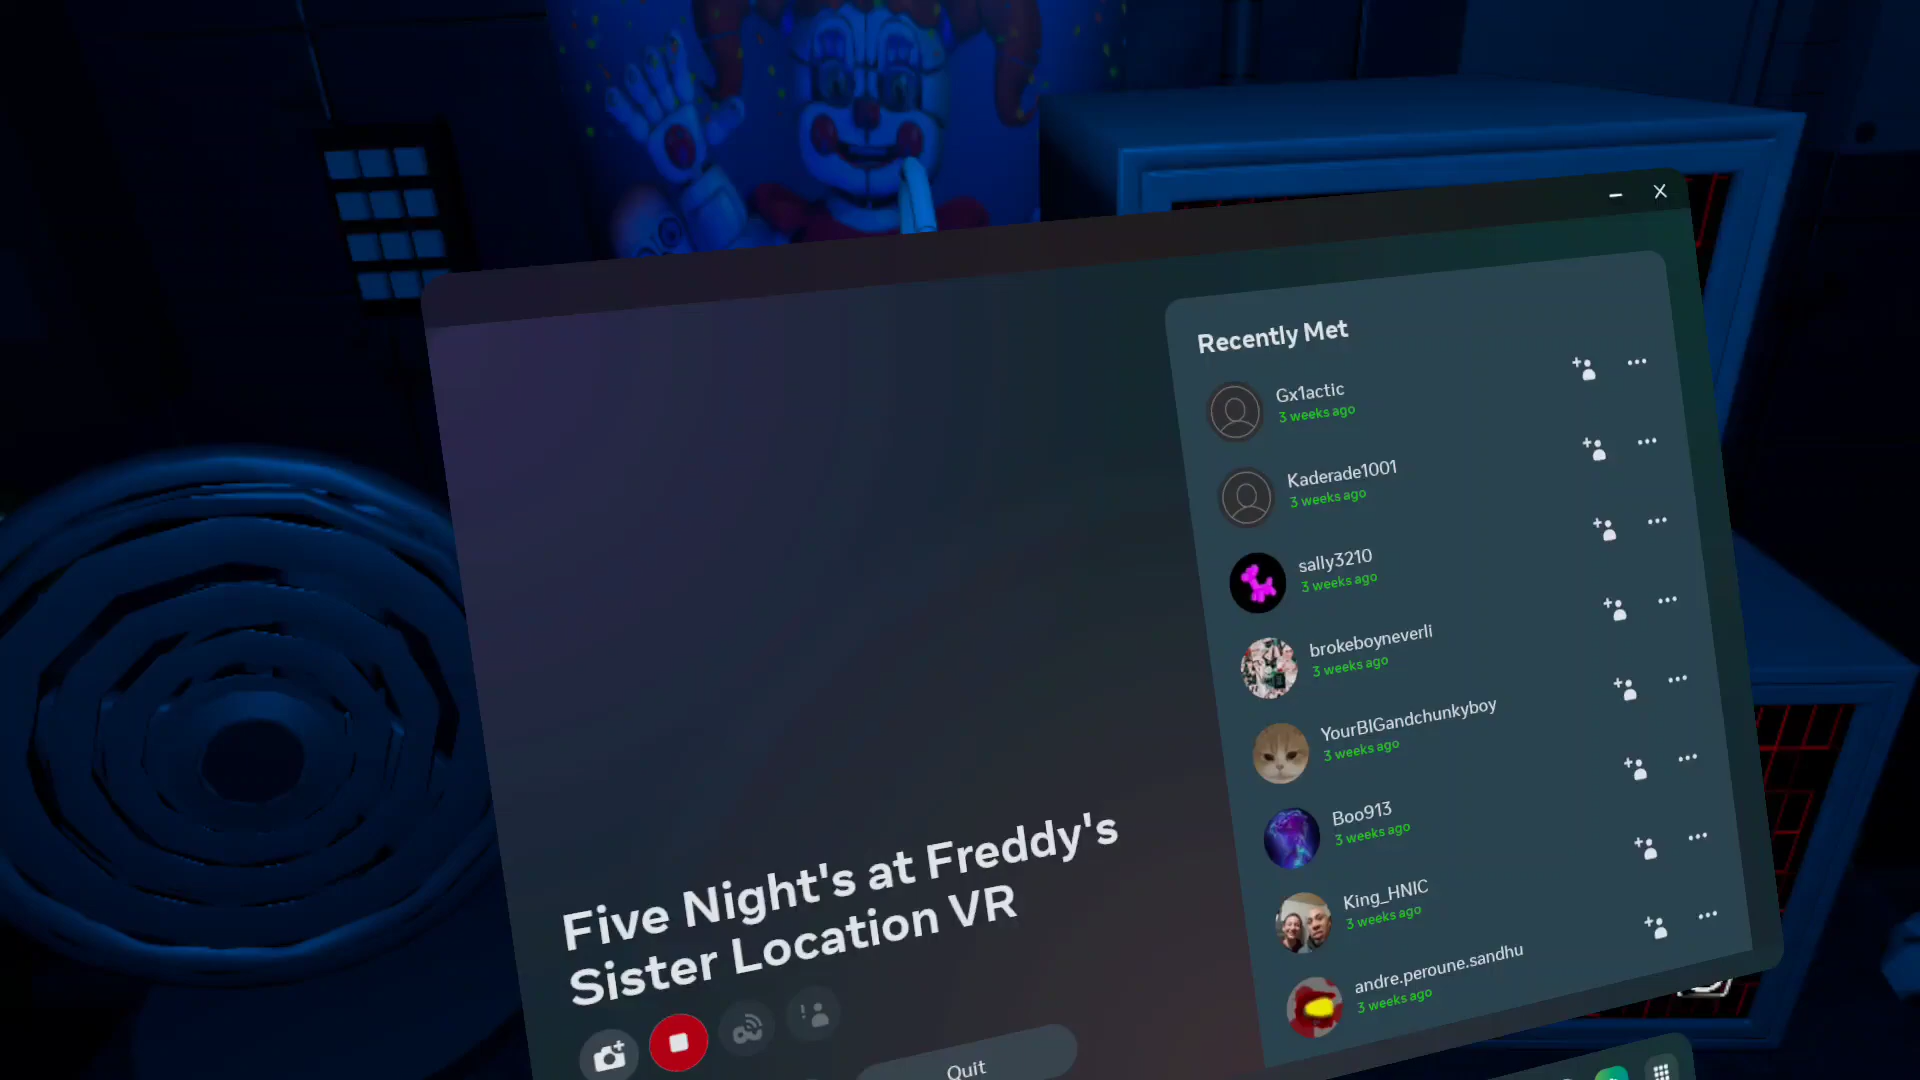 Recently Met
Gx1actic
3 weeks ago
Kaderade1001
3 weeks ago
sally3210
3 weeks ago
brokeboyneverli
3 weeks ago
YourBIGandchunkyboy
3 weeks ago
Boo913
3 weeks ago
King_HNIC
3 weeks ago
andre.peroune.sandhu
3 weeks ago
Five Night's at Freddy's
Sister Location VR
Quit